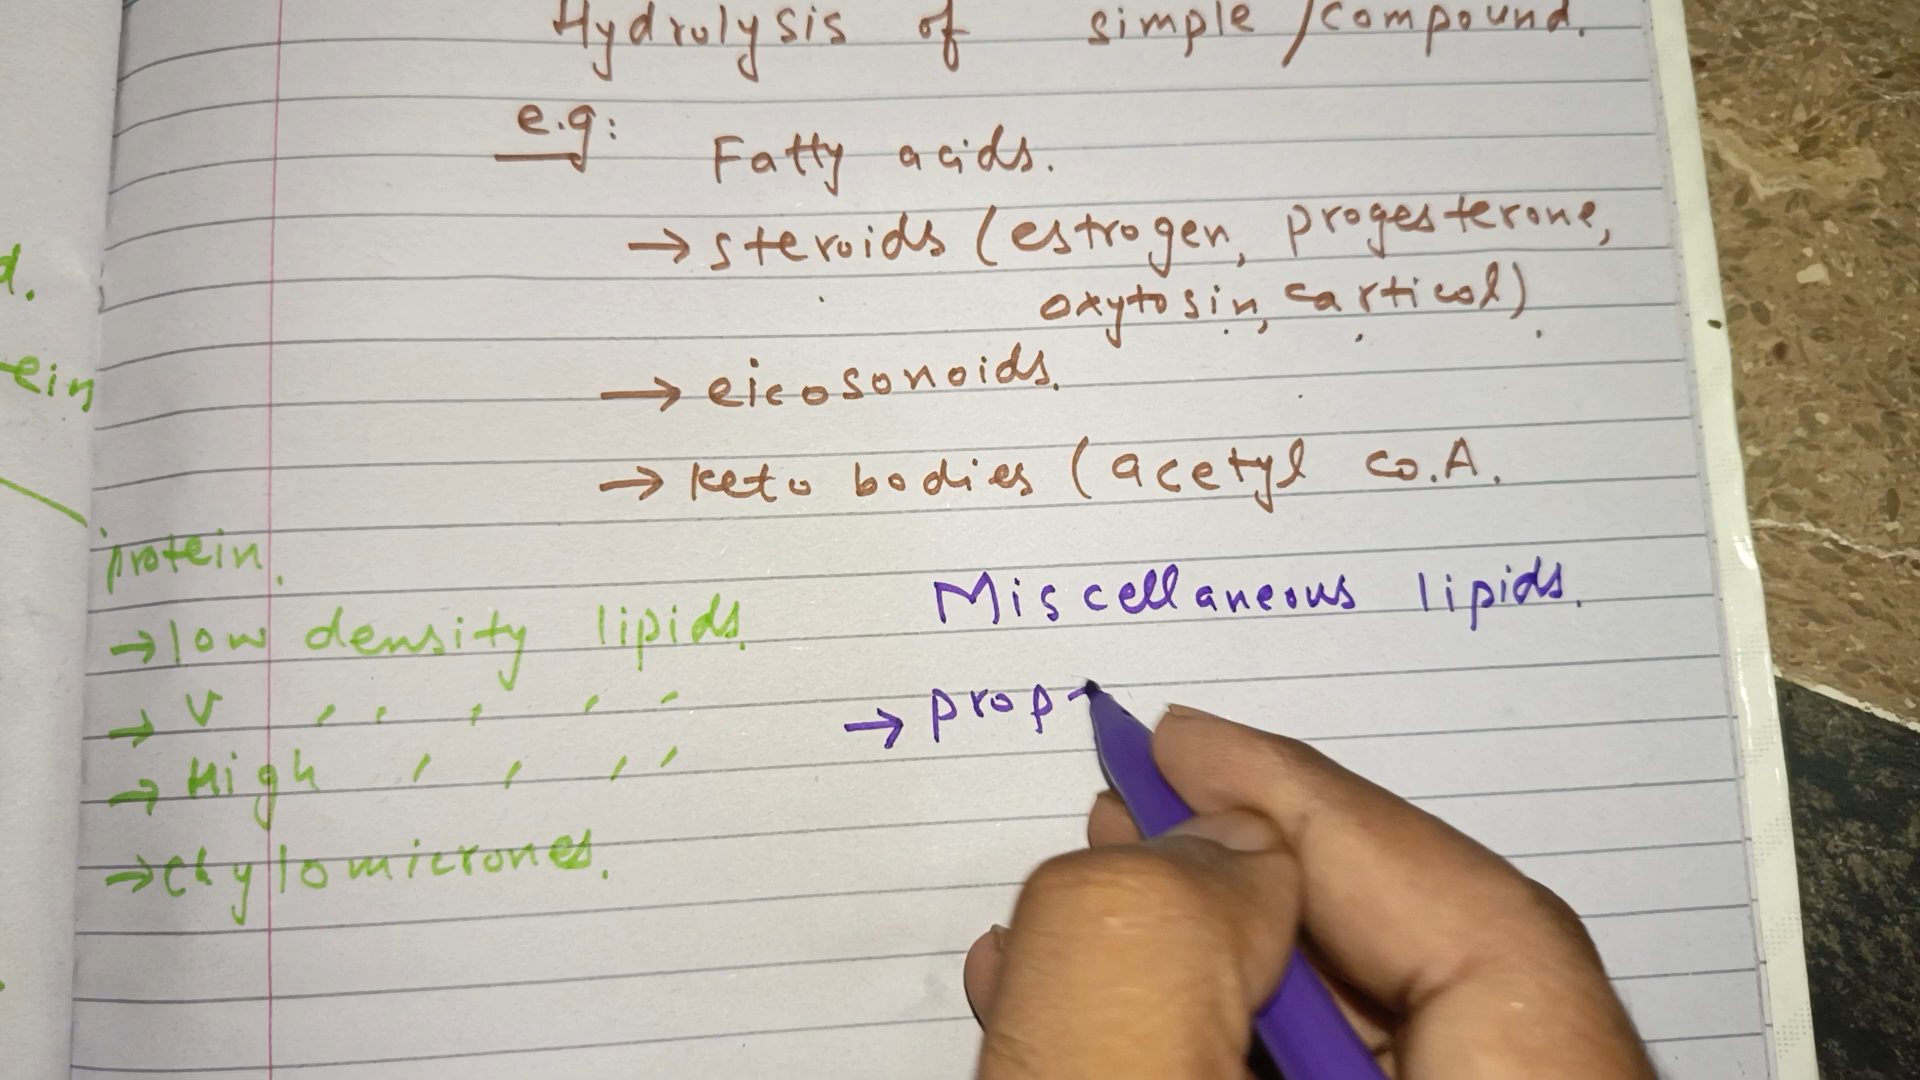 Hydrolysis of simple /compound.
e.g: Fatty acids.
→ steroids (estrogen, progesterone,
oxytosin, carticol)
→ eicosonoids.
→ keto bodies (acetyl co.A.
d.
ein
protein.
→ low density lipids.
→ V , , , , ,
→ High , , , ,
→ chylomicrones.
Miscellaneous lipids.
→ prop